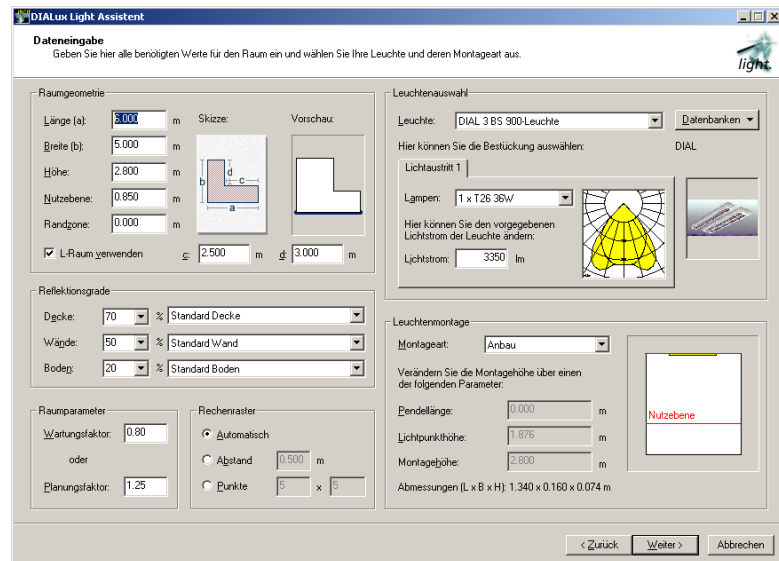 DIALux Light Assistent
Dateneingabe
Geben Sie hier alle benötigten Werte für den Raum ein und wählen Sie Ihre Leuchte und deren Montageart aus.
light.
Raumgeometrie
Länge (a): 6.000 m Skizze: Vorschau:
Breite (b): 5.000 m
Höhe: 2.800 m
Nutzebene: 0.850 m
Randzone: 0.000 m
b d c a
L-Raum verwenden c: 2.500 m d: 3.000 m
Reflektionsgrade
Decke: 70 % Standard Decke
Wände: 50 % Standard Wand
Boden: 20 % Standard Boden
Raumparameter
Wartungsfaktor: 0.80
oder
Planungsfaktor: 1.25
Rechenraster
Automatisch
Abstand 0.500 m
Punkte 5 x 5
Leuchtenauswahl
Leuchte: DIAL 3 BS 900-Leuchte Datenbanken
Hier können Sie die Bestückung auswählen: DIAL
Lichtaustritt 1
Lampen: 1 x T26 36W
Hier können Sie den vorgegebenen
Lichtstrom der Leuchte ändern:
Lichtstrom: 3350 lm
Leuchtenmontage
Montageart: Anbau
Verändern Sie die Montagehöhe über einen
der folgenden Parameter:
Pendellänge: 0.000 m
Lichtpunkthöhe: 1.876 m
Montagehöhe: 2.800 m
Abmessungen (L x B x H): 1.340 x 0.160 x 0.074 m
Nutzebene
< Zurück Weiter > Abbrechen